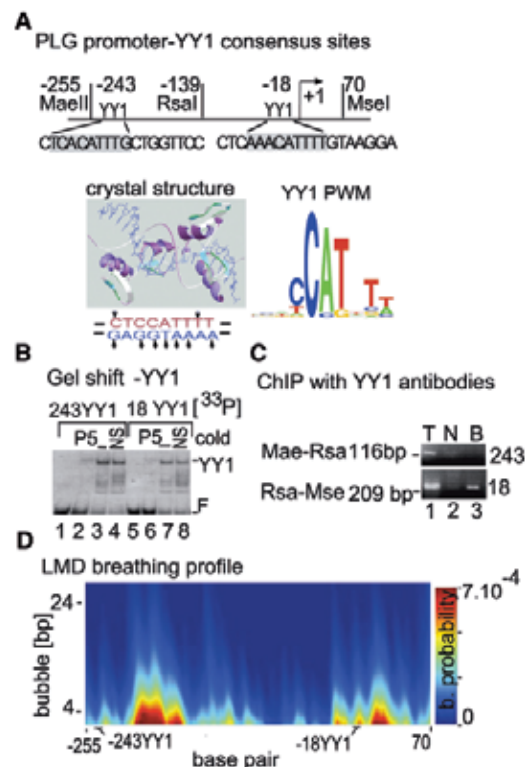 A
PLG promoter-YY1 consensus sites
-255 -243 -139 -18 70
MaeII YY1 RsaI YY1 +1 MseI
CTCACATTTGCTGGTTCC CTCAAACATTTTGTAAGGA
crystal structure YY1 PWM
CCAT TT
CTCCATTTT
GAGGTAAAA
B
Gel shift -YY1
243YY1 18 YY1 [33P]
P5 I NS P5 I NS cold
YY1
F
1 2 3 4 5 6 7 8
C
ChIP with YY1 antibodies
T N B
Mae-Rsa 116bp - 243
Rsa-Mse 209 bp- 18
1 2 3
D
LMD breathing profile
bubble [bp]
24-
4-
-255 -243YY1 -18YY1 70
base pair
7.10-4
b. probability
0